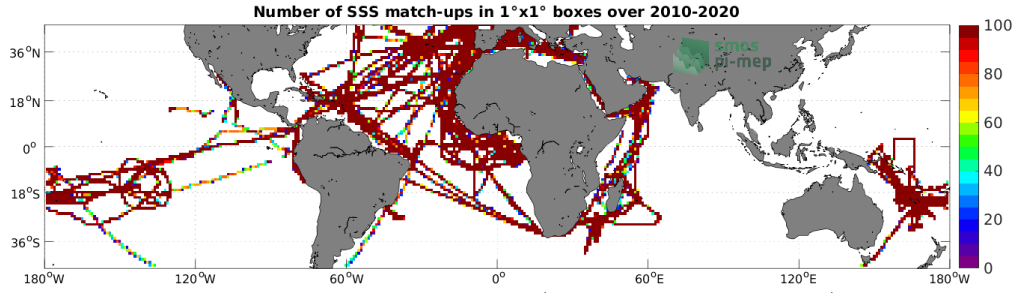 Number of SSS match-ups in 1°x1° boxes over 2010-2020
36°N
18°N
0°
18°S
36°S
180°W
120°W
60°W
0°
60°E
120°E
180°W
100
80
60
40
20
0
smos
pi-mep